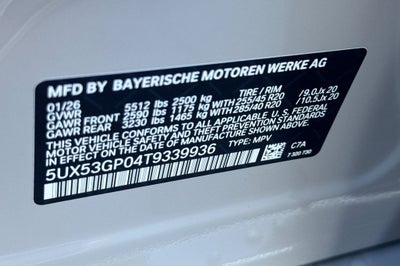 MFD BY BAYERISCHE MOTOREN WERKE AG
01/26 5512 lbs 2500 kg TIRE / RIM
GVWR
GAWR FRONT 2590 lbs 1175 kg WITH 255/45 R20 /9.0Jx 20
GAWR REAR 3230 lbs 1465 kg WITH 285/40 R20 /10.5Jx 20
THIS VEHICLE CONFORMS TO ALL APPLICABLE U.S. FEDERAL
MOTOR VEHICLE SAFETY, BUMPER, AND THEFT
PREVENTION STANDARDS IN EFFECT ON THE DATE OF
MANUFACTURE SHOWN ABOVE.
5UX53GP04T9339936 TYPE: MPV C7A